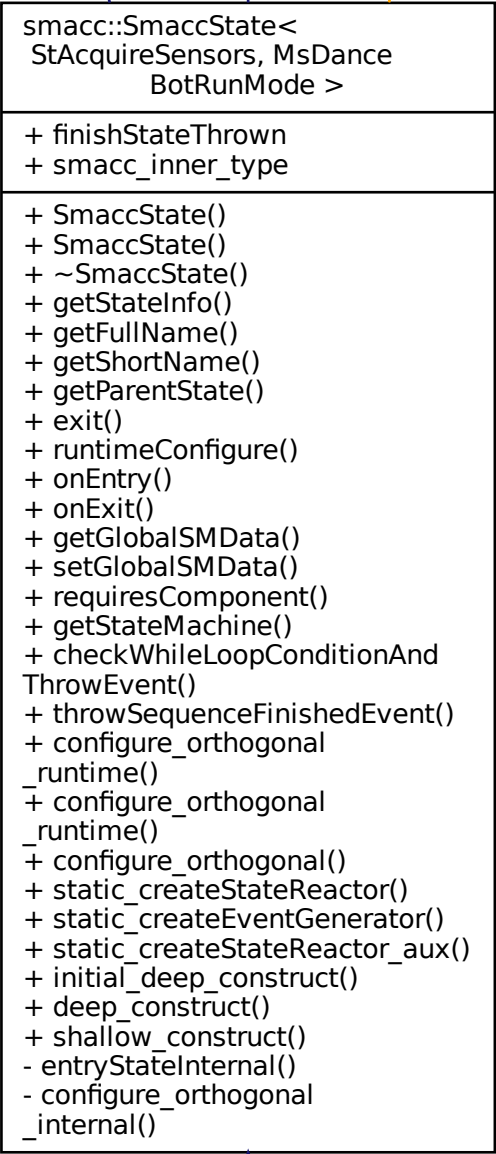 smacc::SmaccState<
StAcquireSensors, MsDance
BotRunMode >
+ finishStateThrown
+ smacc_inner_type
+ SmaccState()
+ SmaccState()
+ ~SmaccState()
+ getStateInfo()
+ getFullName()
+ getShortName()
+ getParentState()
+ exit()
+ runtimeConfigure()
+ onEntry()
+ onExit()
+ getGlobalSMData()
+ setGlobalSMData()
+ requiresComponent()
+ getStateMachine()
+ checkWhileLoopConditionAnd
ThrowEvent()
+ throwSequenceFinishedEvent()
+ configure_orthogonal
_runtime()
+ configure_orthogonal
_runtime()
+ configure_orthogonal()
+ static_createStateReactor()
+ static_createEventGenerator()
+ static_createStateReactor_aux()
+ initial_deep_construct()
+ deep_construct()
+ shallow_construct()
- entryStateInternal()
- configure_orthogonal
_internal()